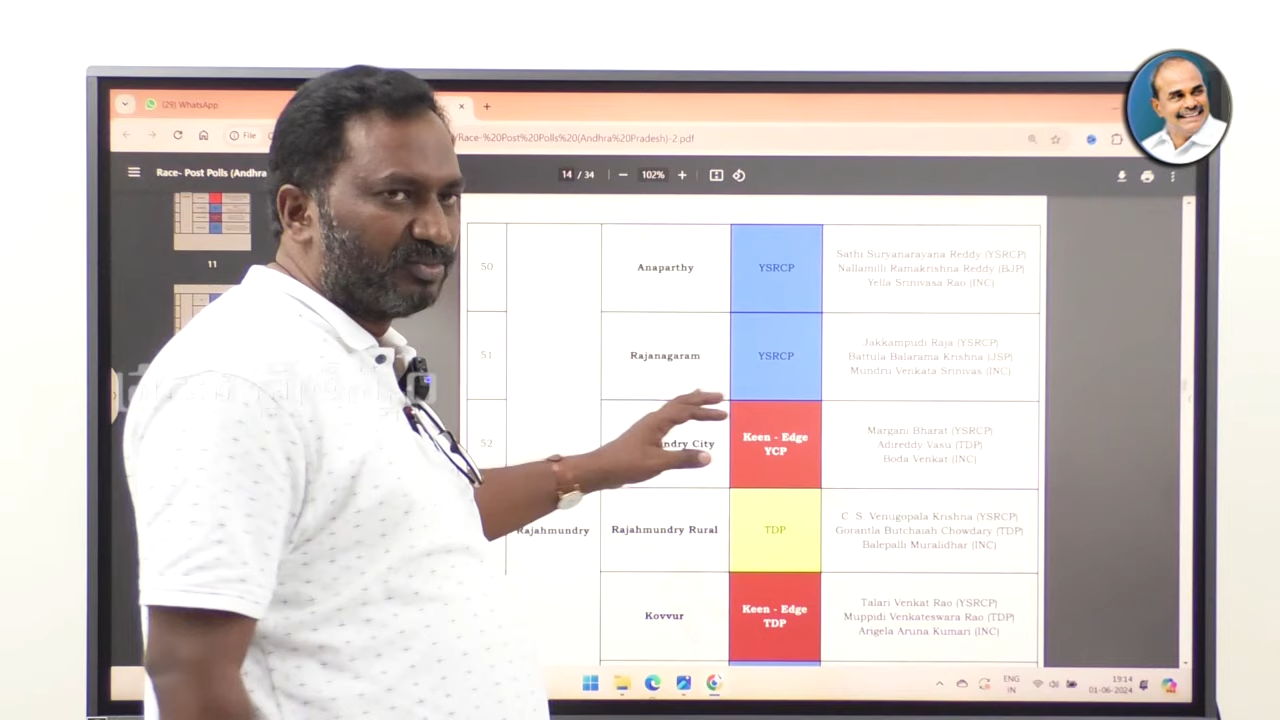 (29) WhatsApp
File
/Race-%20Post%20Polls%20(Andhra%20Pradesh)-2.pdf
Race- Post Polls (Andhra
14 / 34
102%
11
50
Anaparthy
YSRCP
Sathi Suryanarayana Reddy (YSRCP)
Nallamilli Ramakrishna Reddy (BJP)
Yella Srinivasa Rao (INC)
51
Rajanagaram
YSRCP
Jakkampudi Raja (YSRCP)
Battula Balarama Krishna (JSP)
Mundru Venkata Srinivas (INC)
52
ndry City
Keen - Edge
YCP
Margani Bharat (YSRCP)
Adireddy Vasu (TDP)
Boda Venkat (INC)
Rajahmundry
Rajahmundry Rural
TDP
C. S. Venugopala Krishna (YSRCP)
Gorantla Butchaiah Chowdary (TDP)
Balepalli Muralidhar (INC)
Kovvur
Keen - Edge
TDP
Talari Venkat Rao (YSRCP)
Muppidi Venkateswara Rao (TDP)
Arigela Aruna Kumari (INC)
ENG
IN
19:14
01-06-2024